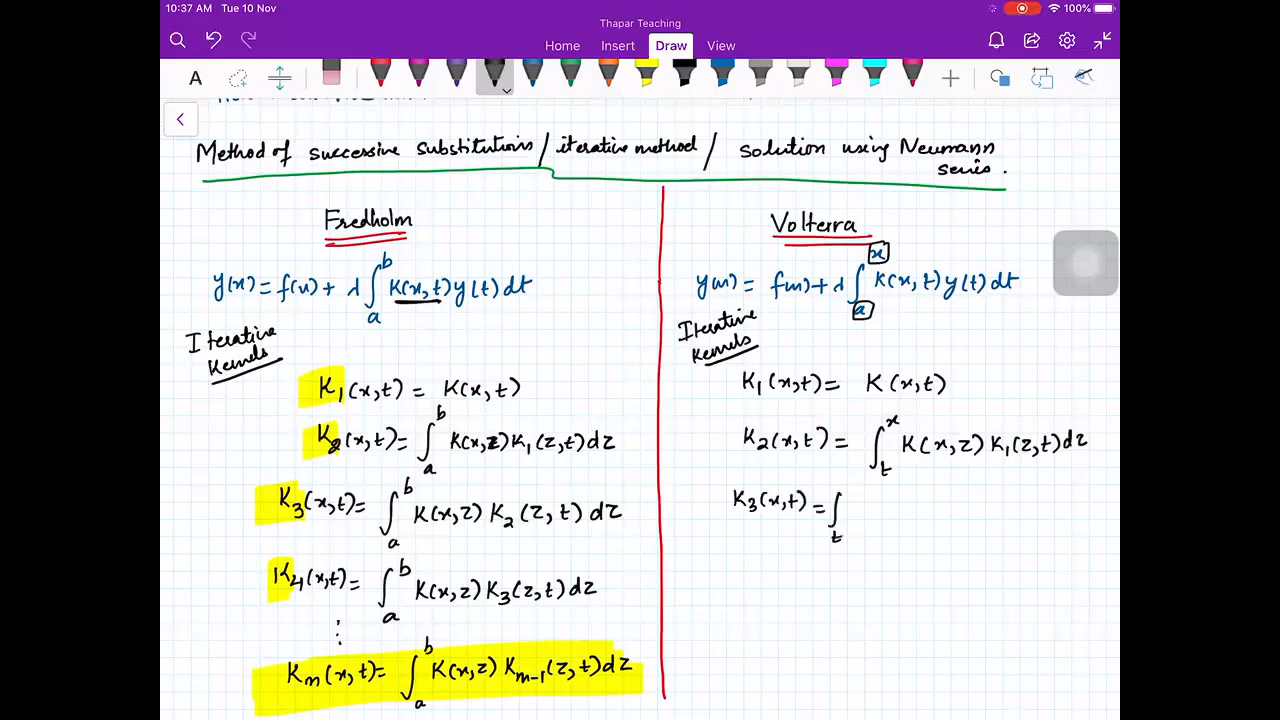 10:37 AM Tue 10 Nov
100%
Thapar Teaching
Home Insert Draw View
A
Method of successive substitutions / iterative method / solution using Neumann series.
Fredholm
y(x) = f(x) + λ ∫_a^b K(x,t) y(t) dt
Iterative
Kernels
K₁(x,t) = K(x,t)
K₂(x,t) = ∫_a^b K(x,z) K₁(z,t) dz
K₃(x,t) = ∫_a^b K(x,z) K₂(z,t) dz
K₄(x,t) = ∫_a^b K(x,z) K₃(z,t) dz
⋮
Kₘ(x,t) = ∫_a^b K(x,z) Kₘ₋₁(z,t) dz
Volterra
y(x) = f(x) + λ ∫_a^x K(x,t) y(t) dt
Iterative
Kernels
K₁(x,t) = K(x,t)
K₂(x,t) = ∫_t^x K(x,z) K₁(z,t) dz
K₃(x,t) = ∫_t